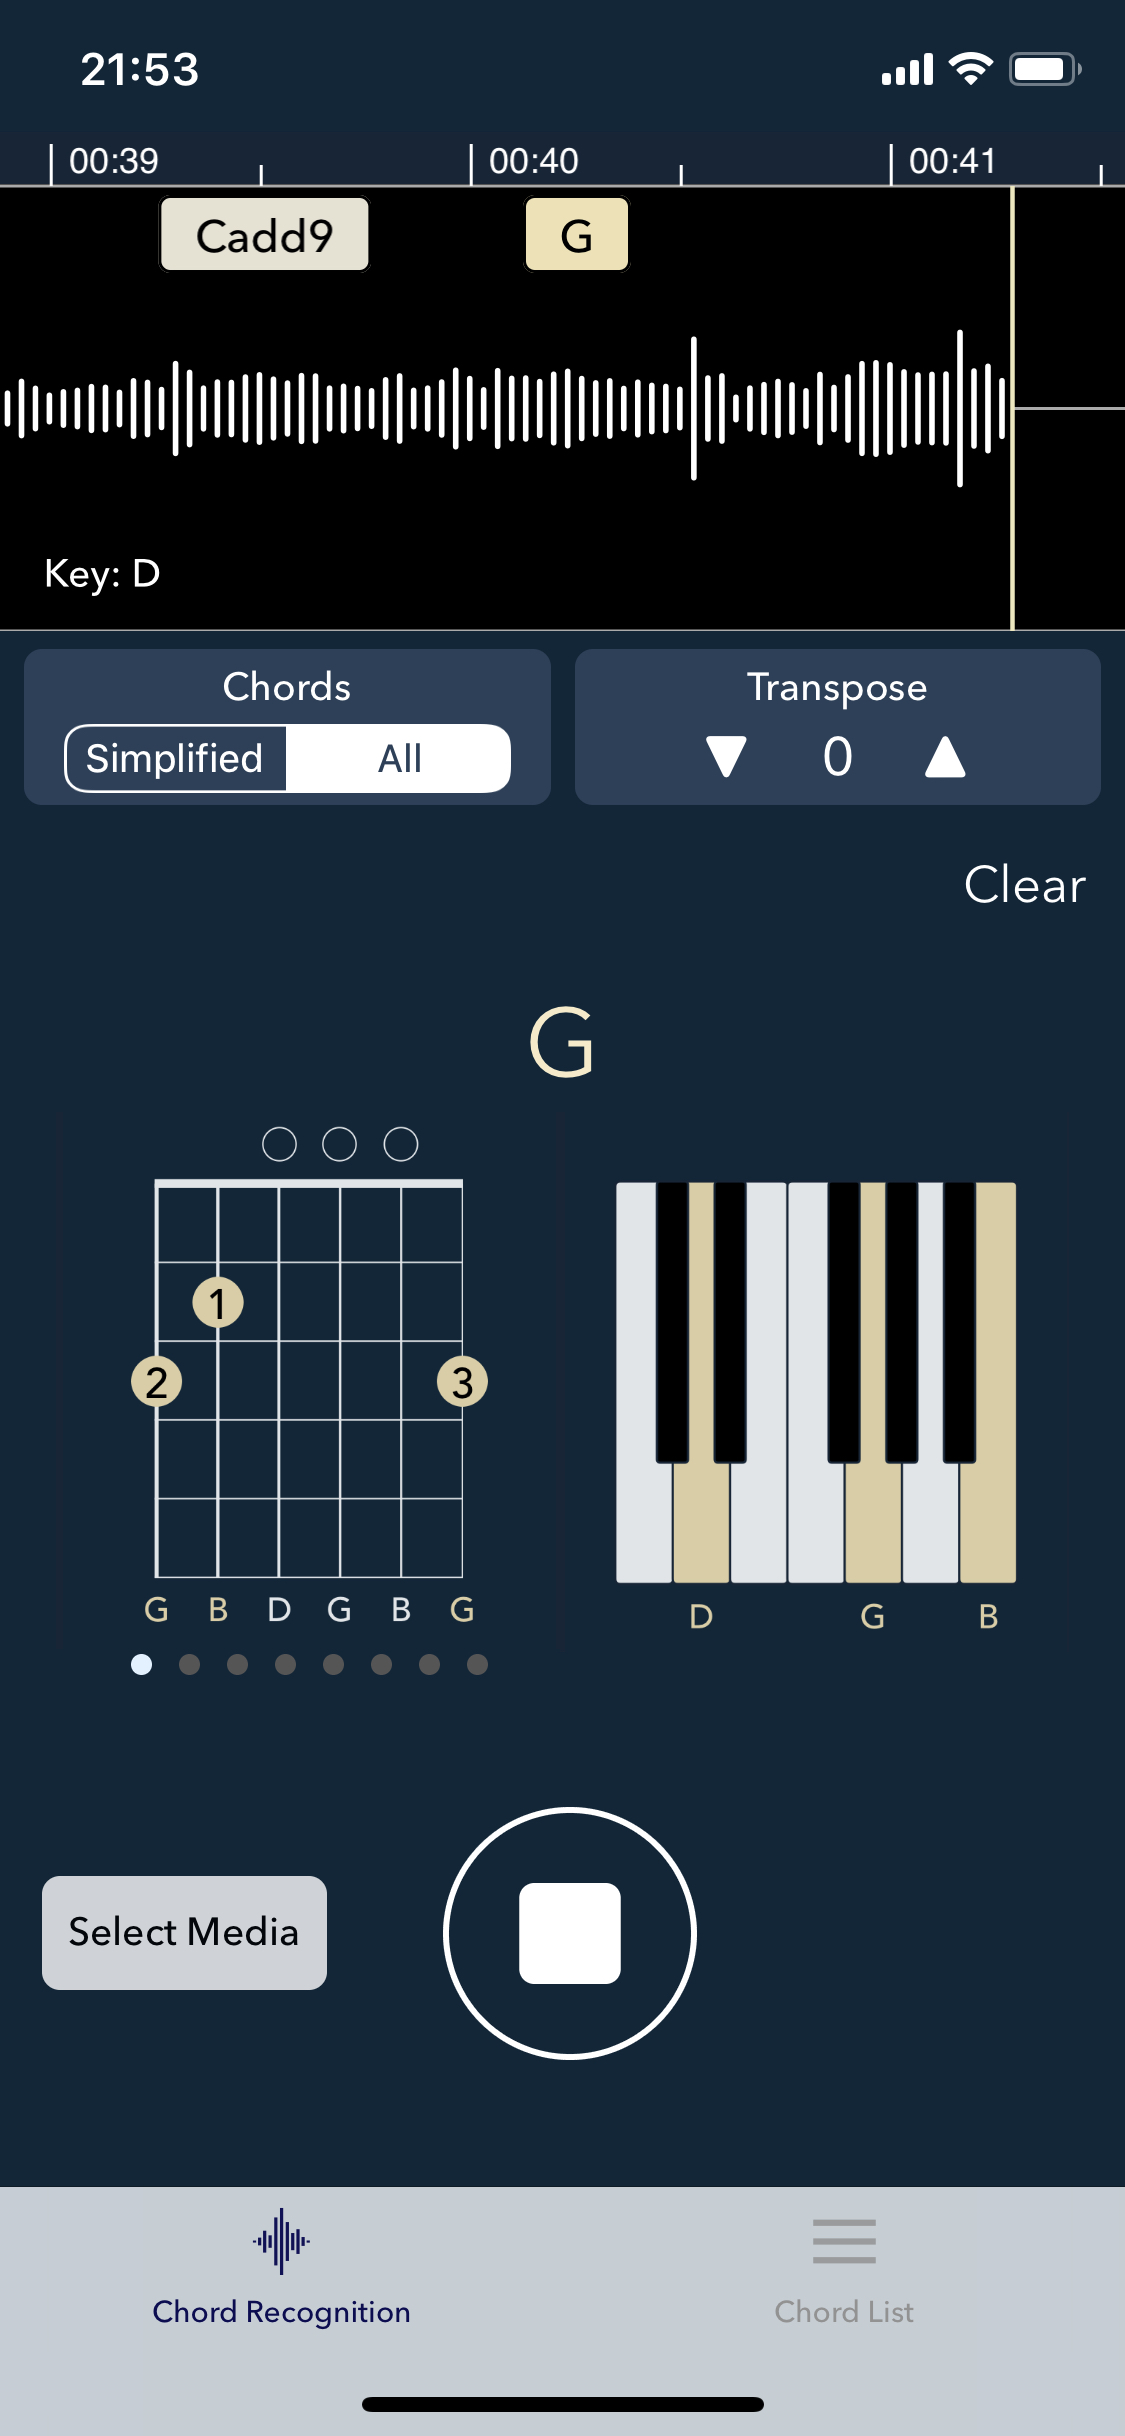 21:53
00:39 00:40 00:41
Cadd9 G
Key: D
Chords Transpose
Simplified All 0
Clear
G
1
2 3
G B D G B G
D G B
Select Media
Chord Recognition Chord List